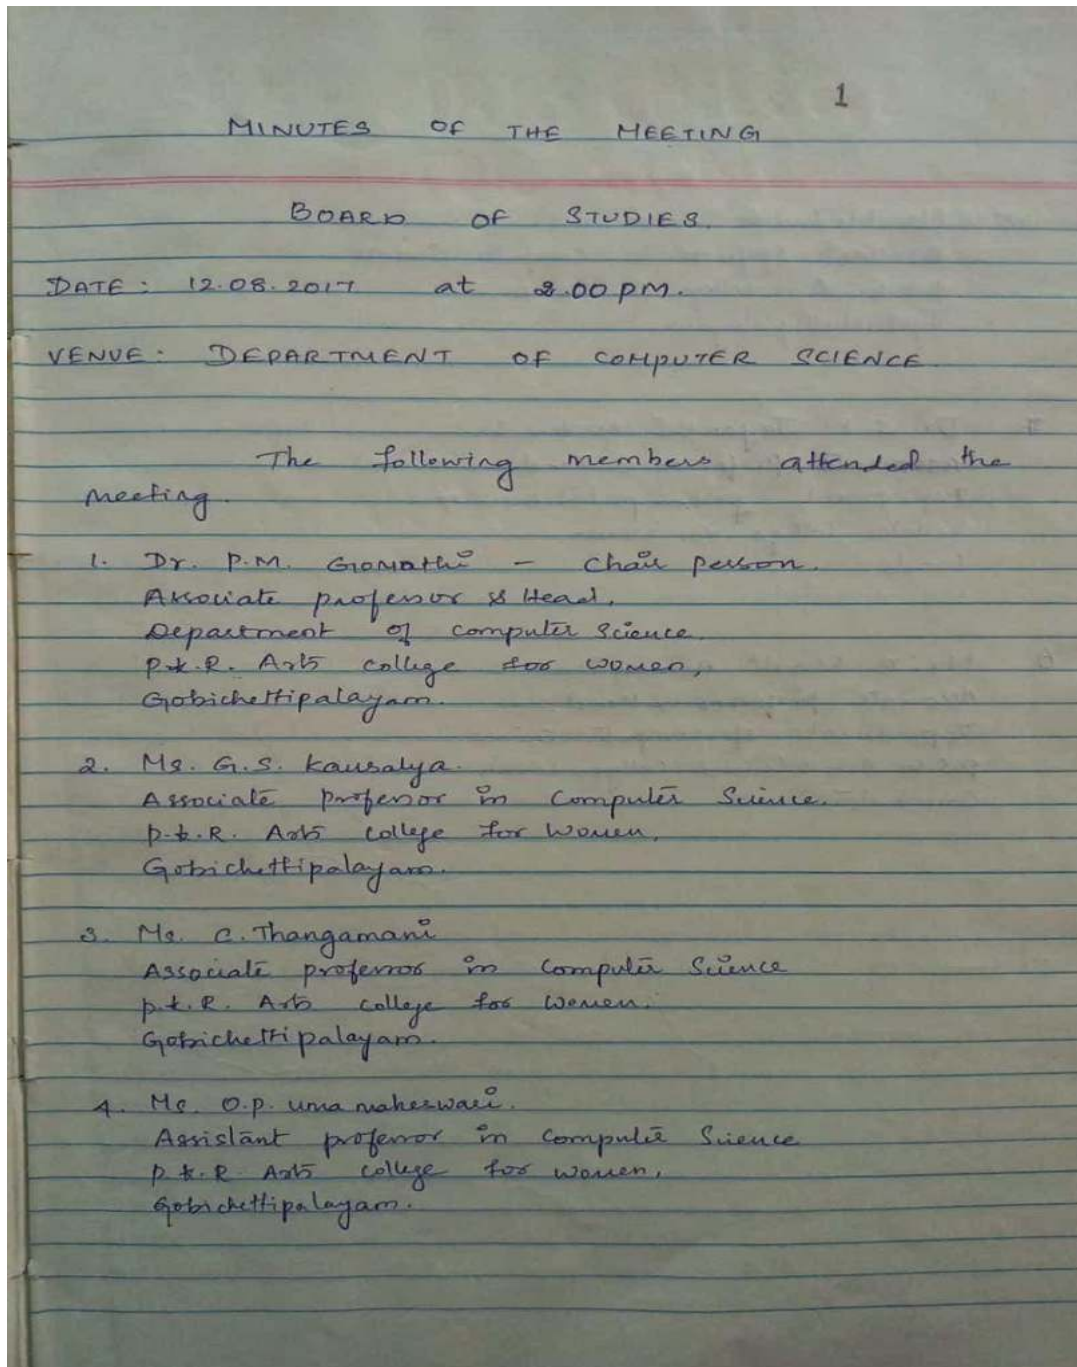 1
MINUTES OF THE MEETING
BOARD OF STUDIES.
DATE: 12.08.2017 at 2.00 PM.
VENUE: DEPARTMENT OF COMPUTER SCIENCE.
The following members attended the
Meeting.
1. Dr. P.M. Gomathi - Chair person.
Associate professor & Head,
Department of computer science.
P.K.R. Arts college for women,
Gobichettipalayam.
2. Ms. G.S. Kausalya.
Associate professor in Computer Science.
P.K.R. Arts college for Women,
Gobichettipalayam.
3. Ms. C. Thangamani
Associate professor in Computer Science
P.K.R. Arts college for Women.
Gobichettipalayam.
4. Ms. O.P. uma maheswari.
Assistant professor in Computer Science
P.K.R. Arts college for women,
Gobichettipalayam.